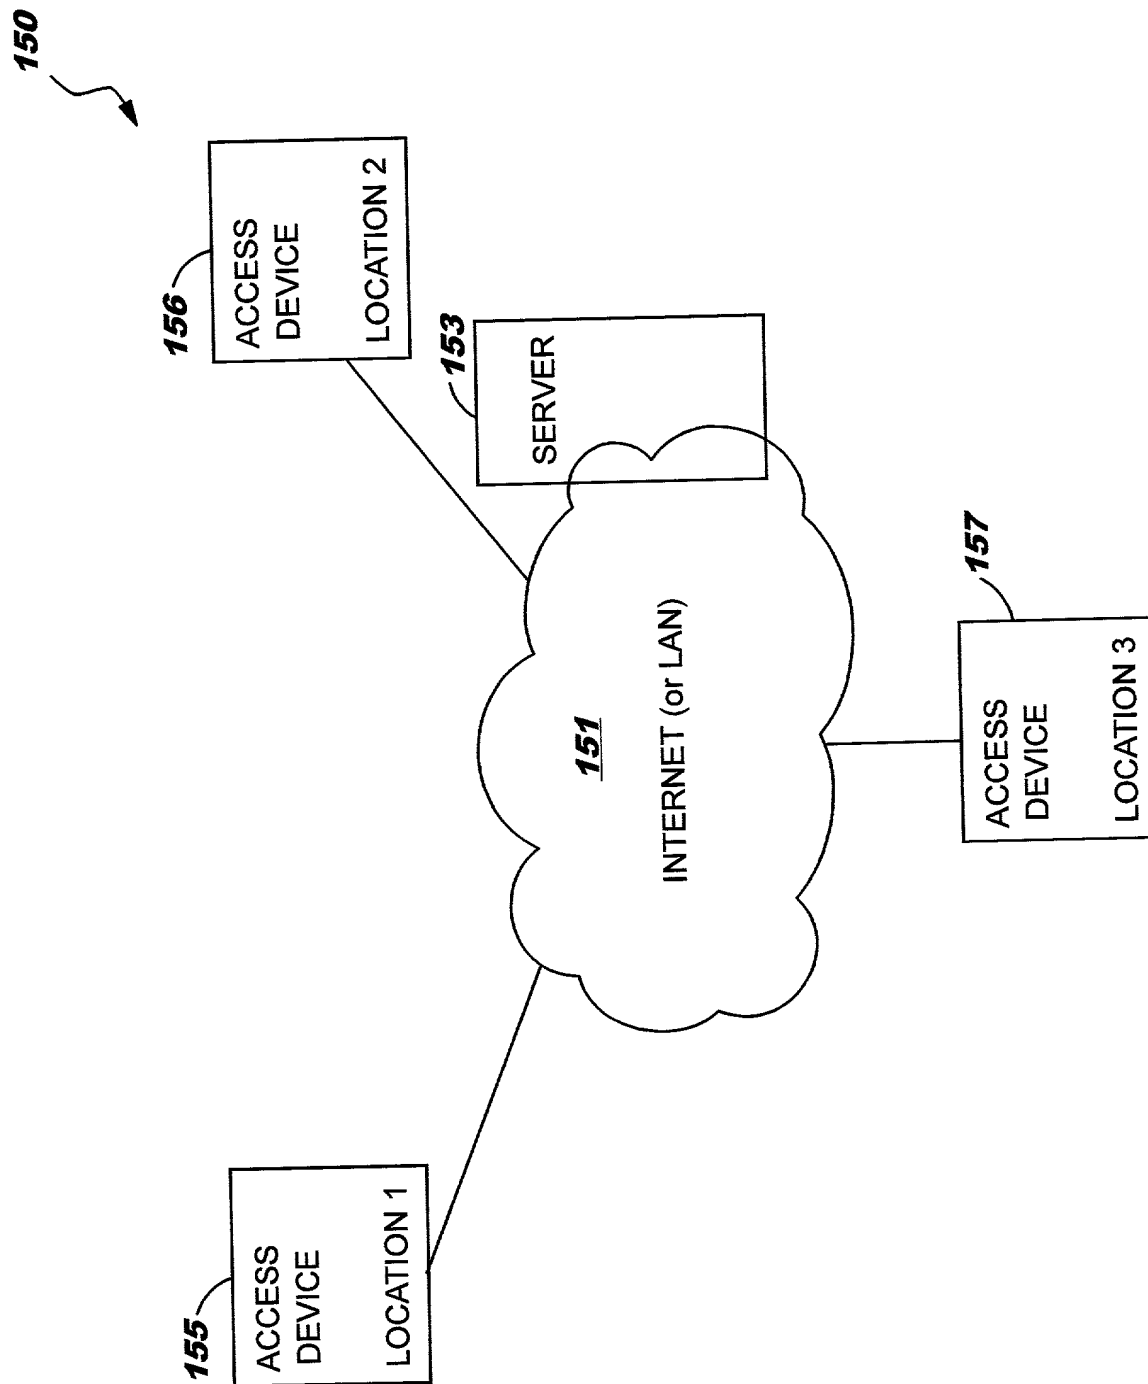 150
155
ACCESS
DEVICE
LOCATION 1
156
ACCESS
DEVICE
LOCATION 2
153
SERVER
151
INTERNET (or LAN)
157
ACCESS
DEVICE
LOCATION 3